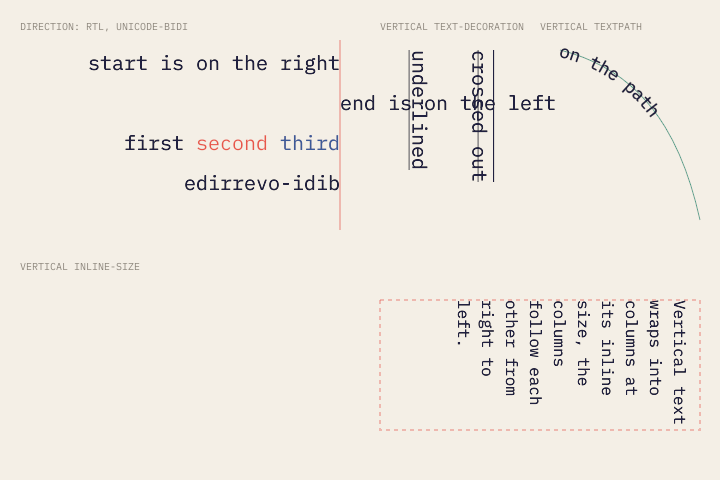 DIRECTION: RTL, UNICODE-BIDI
start is on the right
end is on the left
first second third
edirrevo-idib
VERTICAL TEXT-DECORATION
underlined
crossed out
VERTICAL TEXTPATH
on the path
VERTICAL INLINE-SIZE
Vertical text
wraps into
columns at
its inline
size, the
columns
follow each
other from
right to
left.